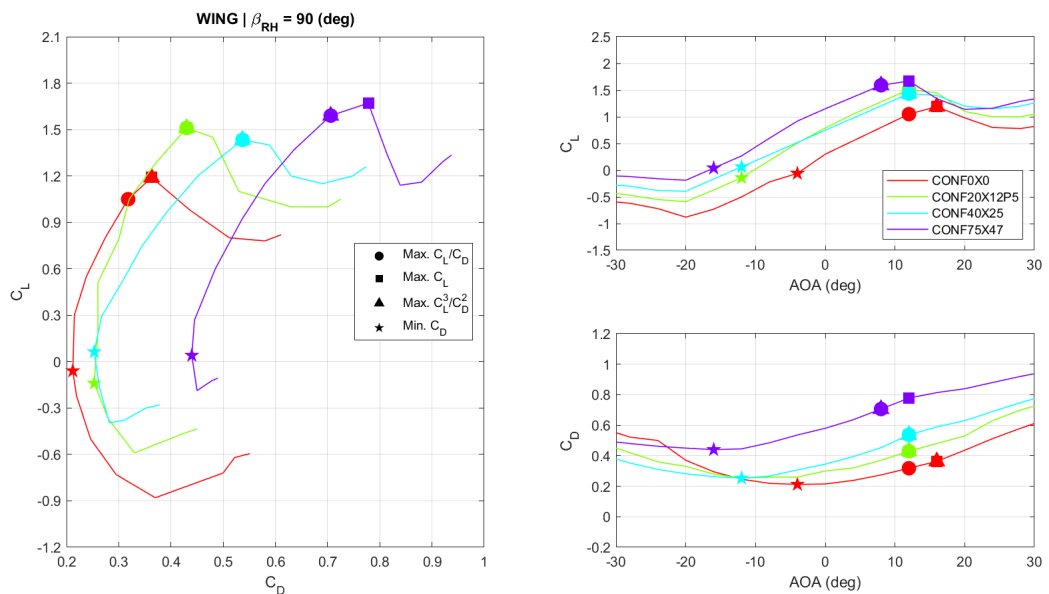 WING | β_RH = 90 (deg)
2.1
1.8
1.5
1.2
0.9
0.6
0.3
0
-0.3
-0.6
-0.9
-1.2
C_L
0.2 0.3 0.4 0.5 0.6 0.7 0.8 0.9 1
C_D
Max. C_L/C_D
Max. C_L
Max. C_L^3/C_D^2
Min. C_D
2.5
2
1.5
1
0.5
0
-0.5
-1
-1.5
C_L
-30 -20 -10 0 10 20 30
AOA (deg)
CONF0X0
CONF20X12P5
CONF40X25
CONF75X47
1.2
1
0.8
0.6
0.4
0.2
0
-0.2
C_D
-30 -20 -10 0 10 20 30
AOA (deg)